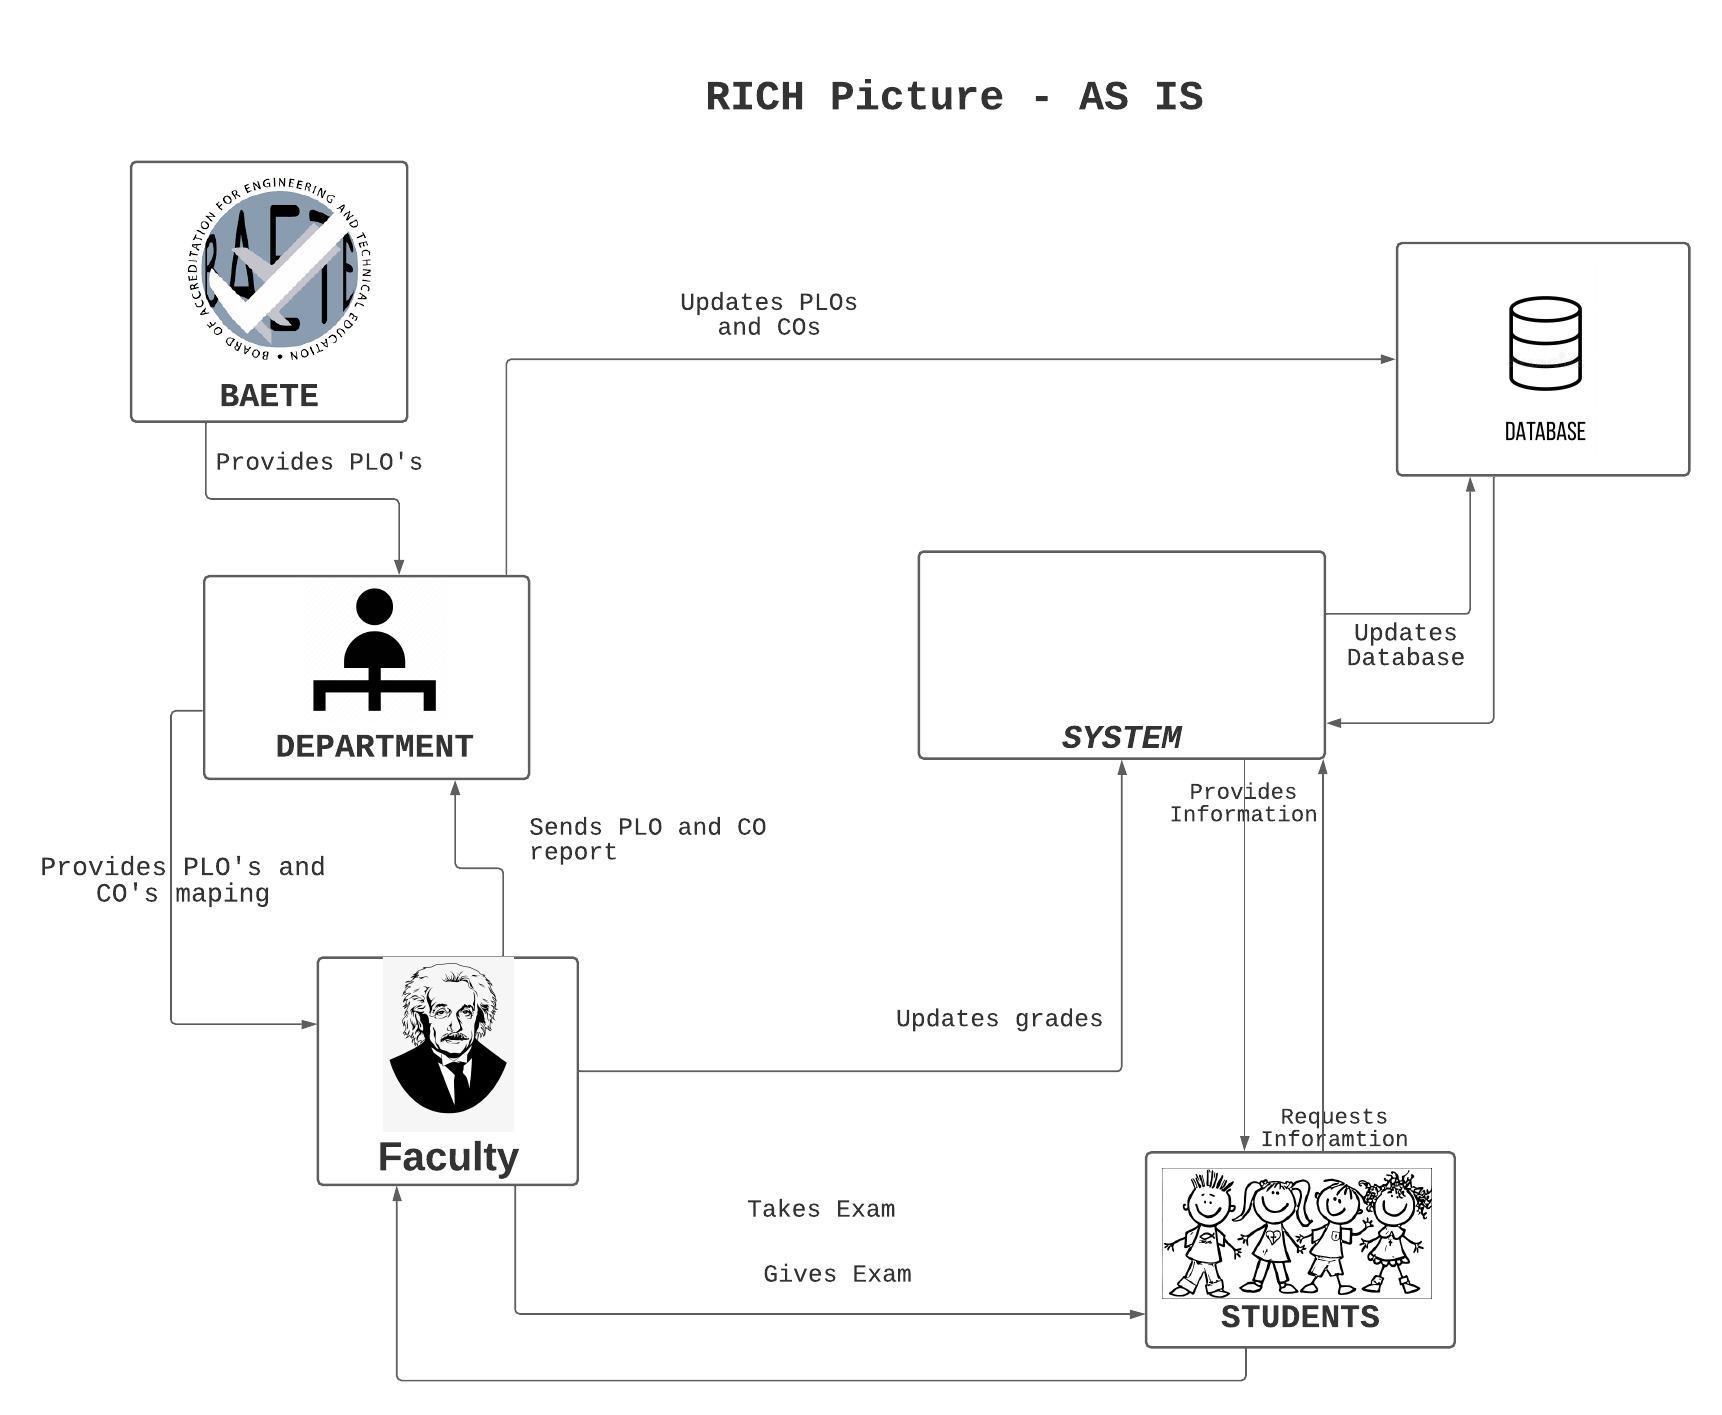 RICH Picture - AS IS
BOARD OF ACCREDITATION FOR ENGINEERING AND TECHNICAL EDUCATION •
BAETE
BAETE
Provides PLO's
Updates PLOs
and COs
DATABASE
DEPARTMENT
SYSTEM
Updates
Database
Provides
Information
Sends PLO and CO
report
Provides PLO's and
CO's maping
Updates grades
Faculty
Requests
Inforamtion
Takes Exam
Gives Exam
STUDENTS